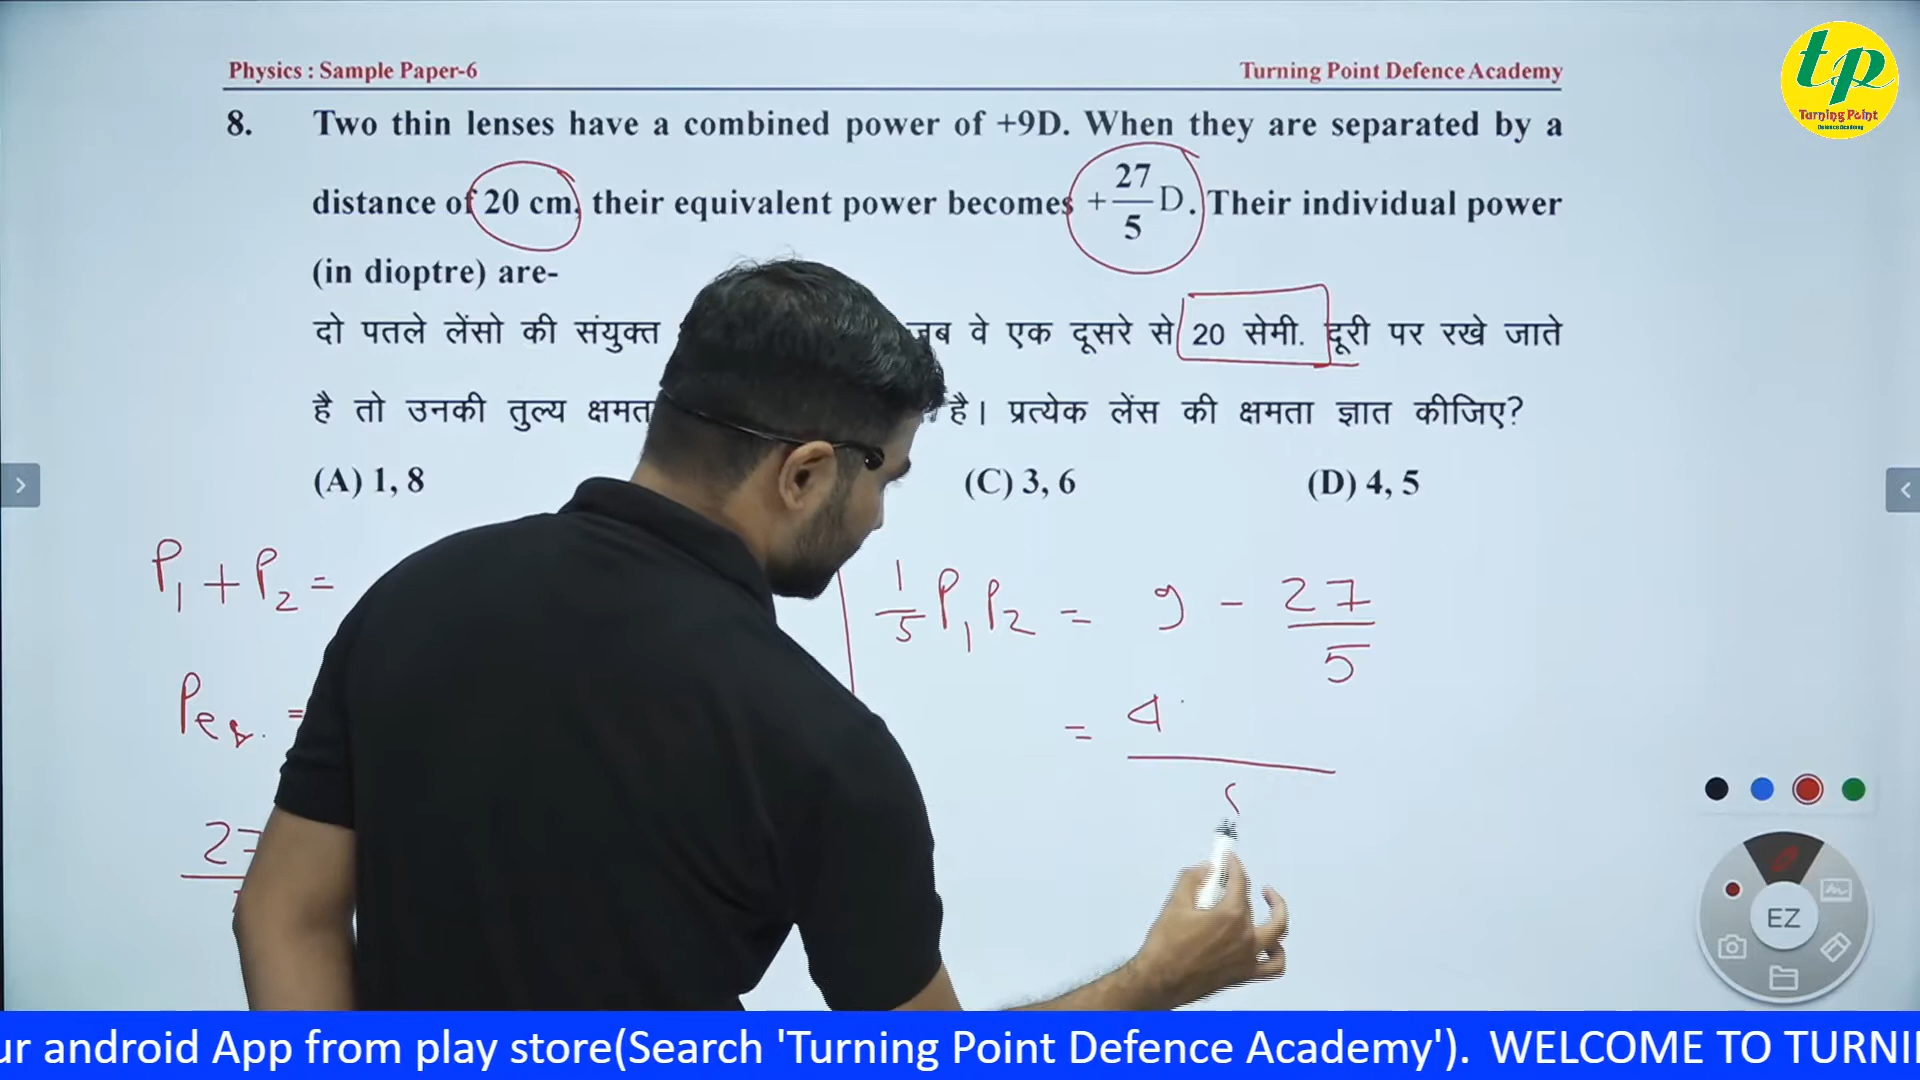 Physics : Sample Paper-6
Turning Point Defence Academy
tp
Turning Point
Defence Academy
8. Two thin lenses have a combined power of +9D. When they are separated by a
distance of 20 cm, their equivalent power becomes +27/5 D. Their individual power
(in dioptre) are-
दो पतले लेंसो की संयुक्त जब वे एक दूसरे से 20 सेमी. दूरी पर रखे जाते
है तो उनकी तुल्य है। प्रत्येक लेंस की क्षमता ज्ञात कीजिए?
(A) 1, 8 (C) 3, 6 (D) 4, 5
P₁ + P₂ =
Peq. =
27
1/5 P₁P₂ = 9 - 27/5
= 4
EZ
ur android App from play store(Search 'Turning Point Defence Academy'). WELCOME TO